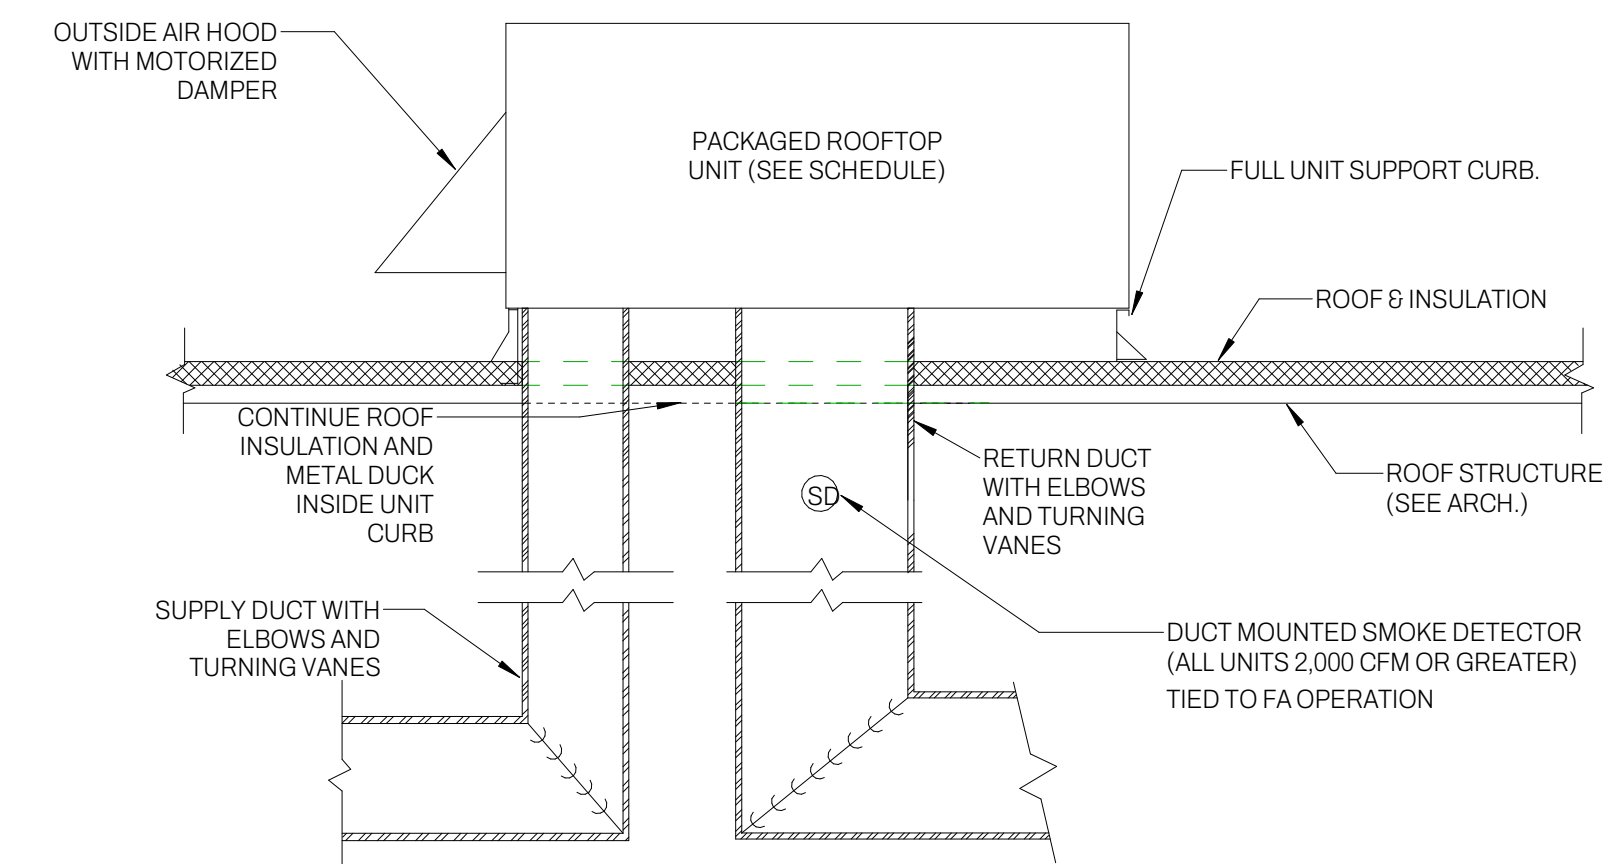 OUTSIDE AIR HOOD
WITH MOTORIZED
DAMPER
PACKAGED ROOFTOP
UNIT (SEE SCHEDULE)
FULL UNIT SUPPORT CURB.
ROOF & INSULATION
CONTINUE ROOF
INSULATION AND
METAL DUCK
INSIDE UNIT
CURB
RETURN DUCT
WITH ELBOWS
AND TURNING
VANES
ROOF STRUCTURE
(SEE ARCH.)
SD
SUPPLY DUCT WITH
ELBOWS AND
TURNING VANES
DUCT MOUNTED SMOKE DETECTOR
(ALL UNITS 2,000 CFM OR GREATER)
TIED TO FA OPERATION